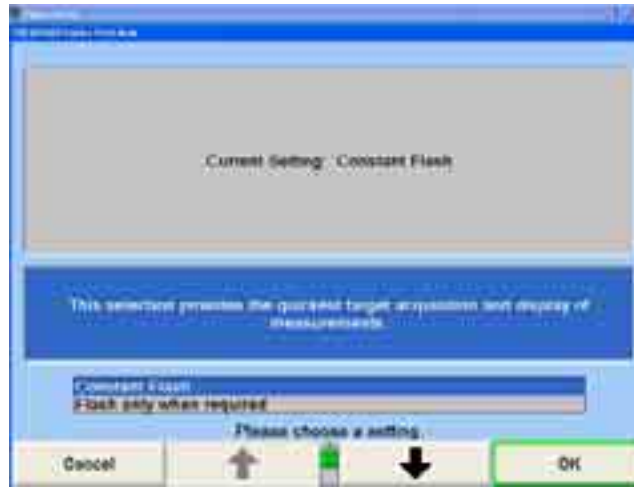 Current Setting: Constant Flash
This selection provides the quickest target acquisition and display of
measurements.
Constant Flash
Flash only when required
Please choose a setting.
Cancel
OK